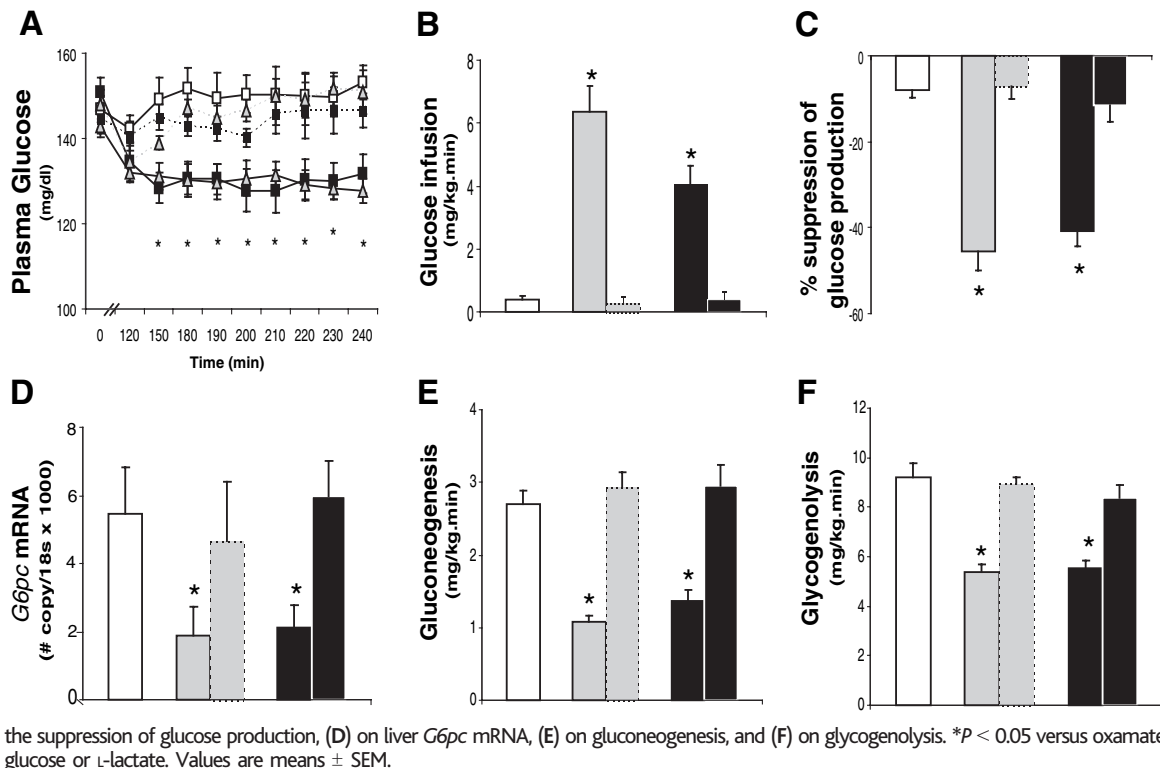 A
Plasma Glucose
(mg/dl)
160
140
120
100
* * * * * * * *
0 120 150 180 190 200 210 220 230 240
Time (min)
B
Glucose infusion
(mg/kg.min)
8
6
4
2
0
*
*
C
% suppression of
glucose production
0
-20
-40
-60
*
*
D
G6pc mRNA
(# copy/18s x 1000)
8
6
4
2
0
*
*
E
Gluconeogenesis
(mg/kg.min)
4
3
2
1
0
*
*
F
Glycogenolysis
(mg/kg.min)
12
10
8
6
4
2
0
*
*
the suppression of glucose production, (D) on liver G6pc mRNA, (E) on gluconeogenesis, and (F) on glycogenolysis. *P < 0.05 versus oxamate
glucose or L-lactate. Values are means ± SEM.